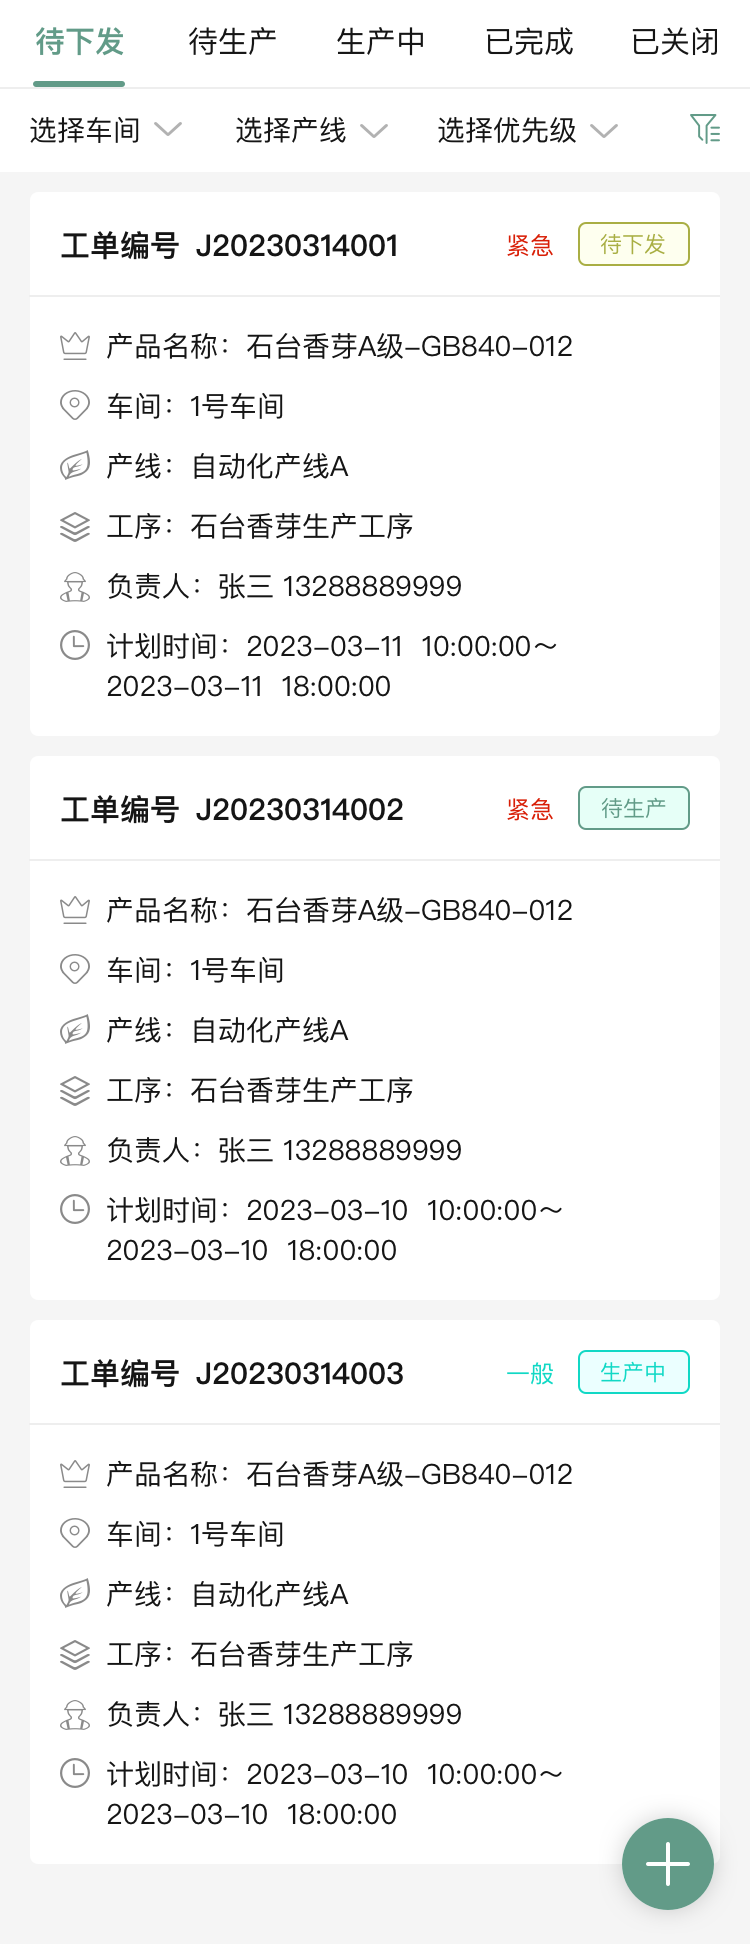 待下发 待生产 生产中 已完成 已关闭
选择车间 选择产线 选择优先级
工单编号 J20230314001 紧急 待下发
产品名称：石台香芽A级-GB840-012
车间：1号车间
产线：自动化产线A
工序：石台香芽生产工序
负责人：张三 13288889999
计划时间：2023-03-11 10:00:00～
2023-03-11 18:00:00
工单编号 J20230314002 紧急 待生产
产品名称：石台香芽A级-GB840-012
车间：1号车间
产线：自动化产线A
工序：石台香芽生产工序
负责人：张三 13288889999
计划时间：2023-03-10 10:00:00～
2023-03-10 18:00:00
工单编号 J20230314003 一般 生产中
产品名称：石台香芽A级-GB840-012
车间：1号车间
产线：自动化产线A
工序：石台香芽生产工序
负责人：张三 13288889999
计划时间：2023-03-10 10:00:00～
2023-03-10 18:00:00